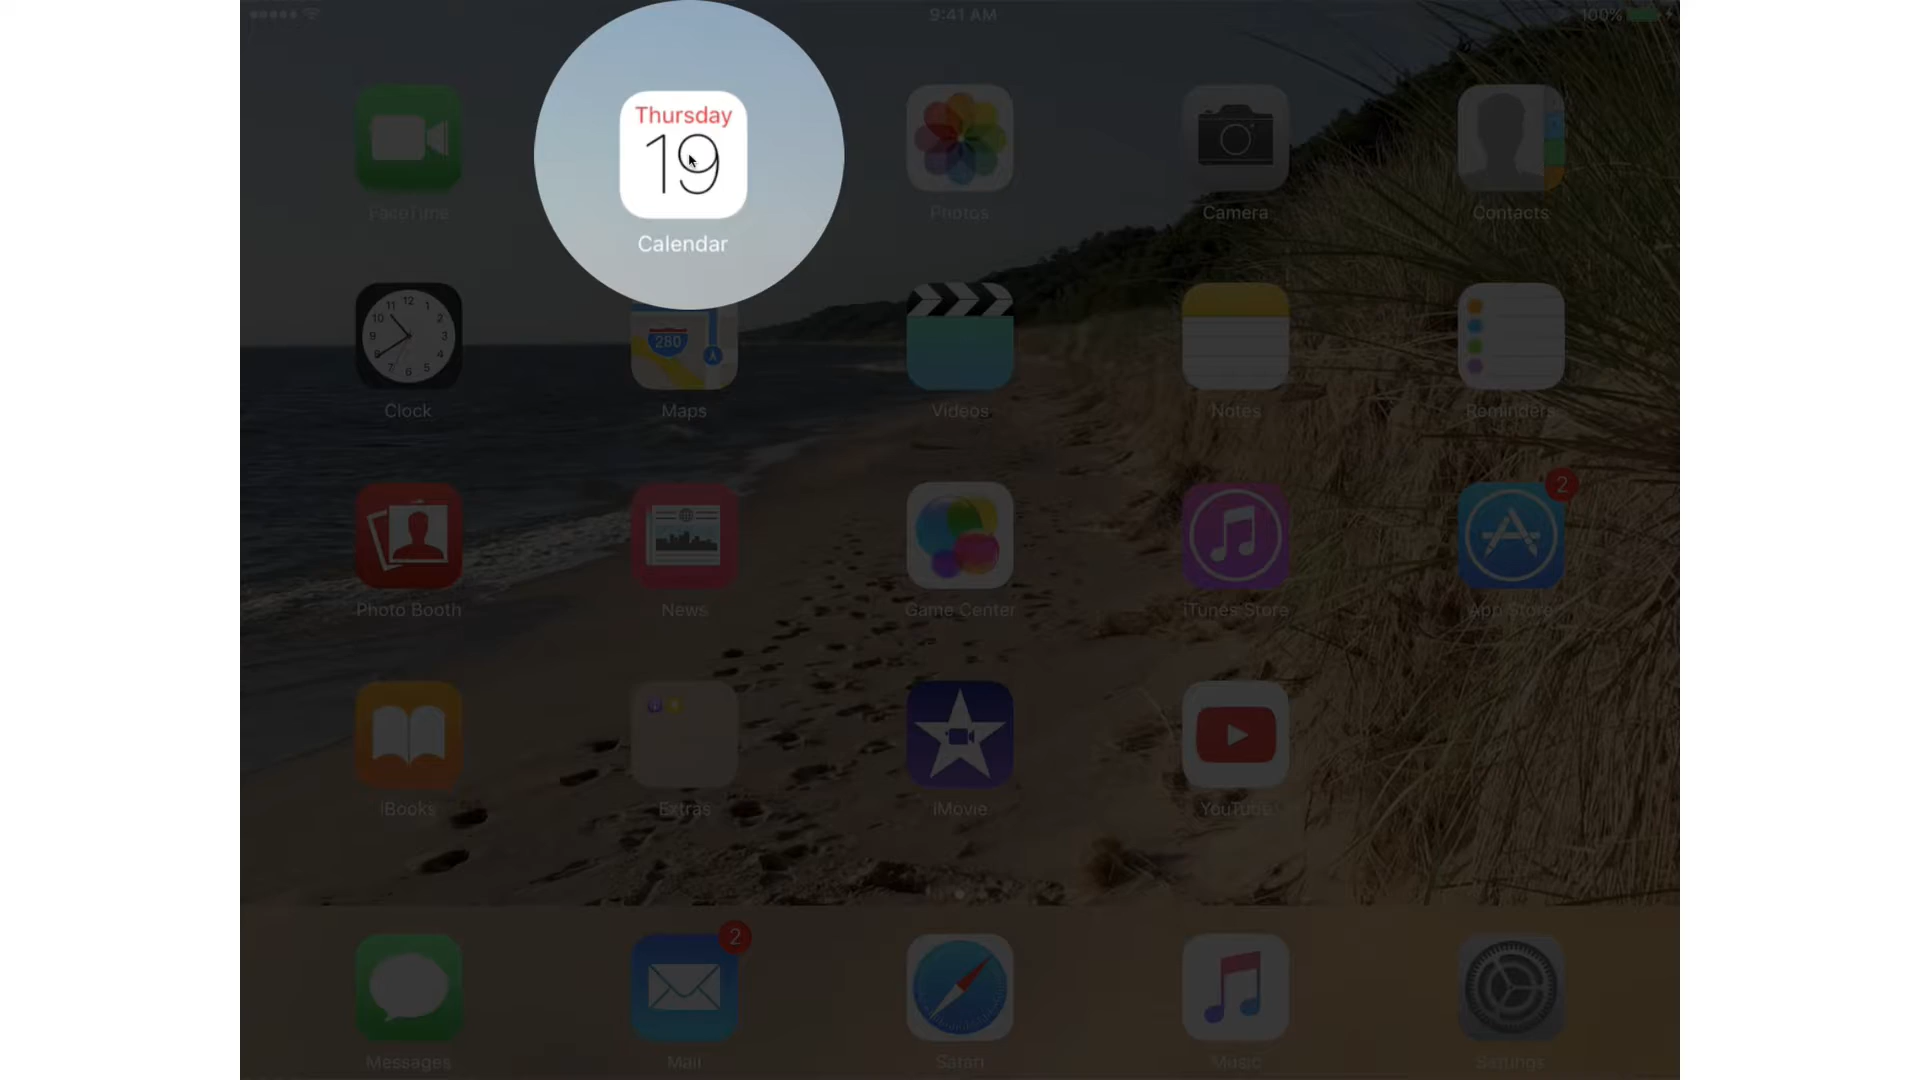 9:41 AM
100%
Thursday
19
FaceTime
Calendar
Photos
Camera
Contacts
11 12 1
10 2
9 3
8 4
7 6 5
280
Clock
Maps
Videos
Notes
Reminders
2
Photo Booth
News
Game Center
iTunes Store
App Store
iBooks
Extras
iMovie
YouTube
2
Messages
Mail
Safari
Music
Settings